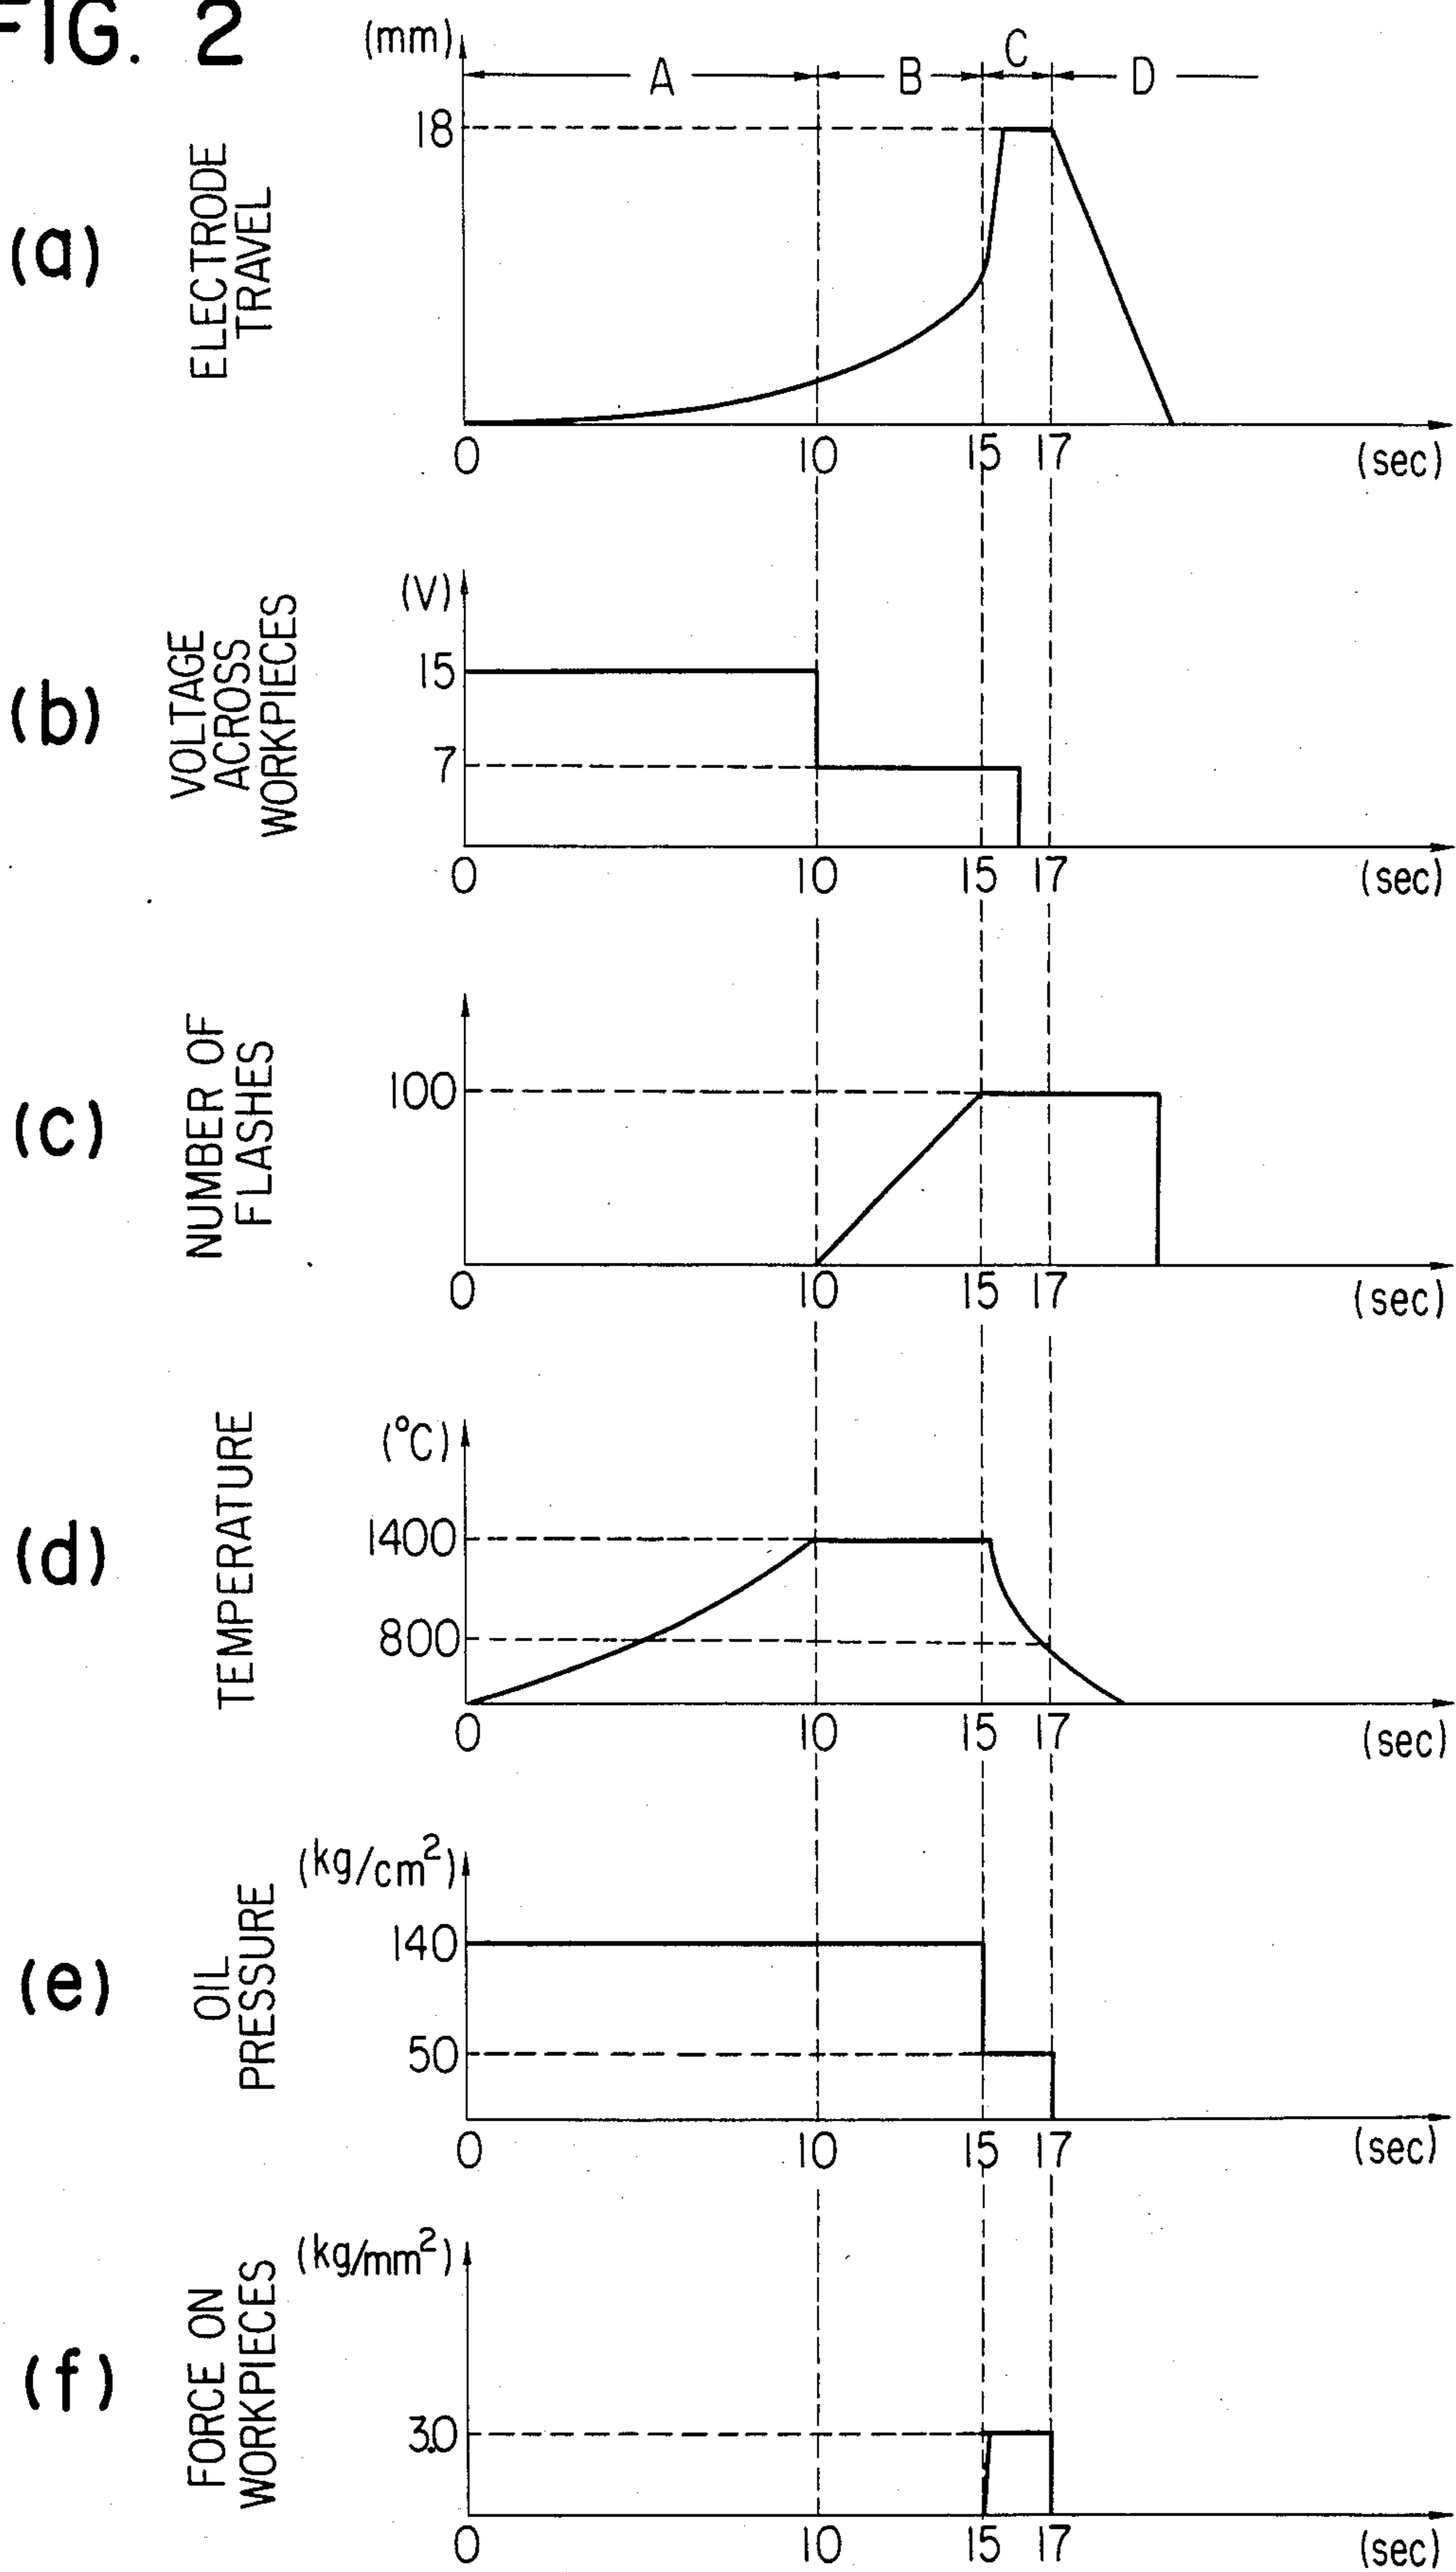 FIG. 2
(a)
ELECTRODE
TRAVEL
(mm)
A B C D
18
0 10 15 17 (sec)
(b)
VOLTAGE
ACROSS
WORKPIECES
(V)
15
7
0 10 15 17 (sec)
(c)
NUMBER OF
FLASHES
100
0 10 15 17 (sec)
(d)
TEMPERATURE
(°C)
1400
800
0 10 15 17 (sec)
(e)
OIL
PRESSURE
(kg/cm²)
140
50
0 10 15 17 (sec)
(f)
FORCE ON
WORKPIECES
(kg/mm²)
3.0
0 10 15 17 (sec)